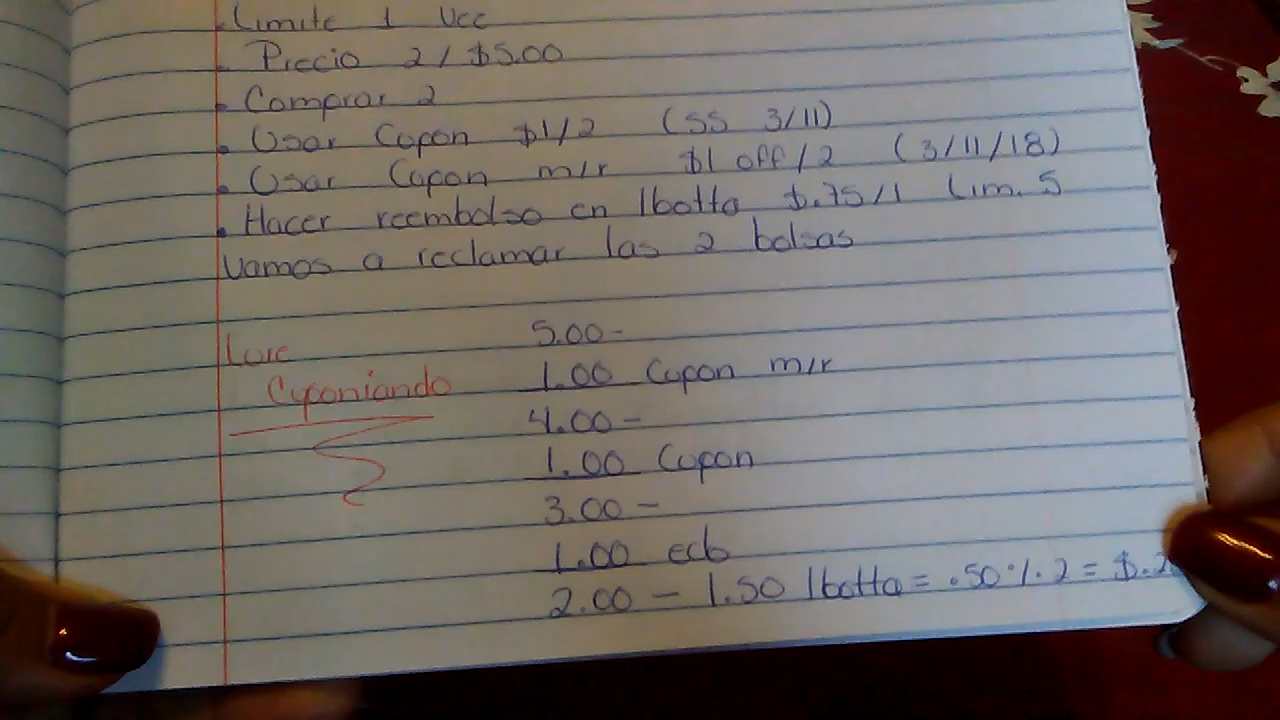 Limite 1 Vcc
Precio 2 / $5.00
Comprar 2
Usar Cupon $1/2 (SS 3/11)
Usar Cupon m/r $1 off/2 (3/11/18)
Hacer reembolso en Ibotta $.75/1 Lim. 5
Vamos a reclamar las 2 bolsas
5.00 -
Lure
1.00 Cupon m/r
Cuponiando
4.00 -
1.00 Cupon
3.00 -
1.00 ecb
2.00 - 1.50 Ibotta = .50 % 2 = $.2